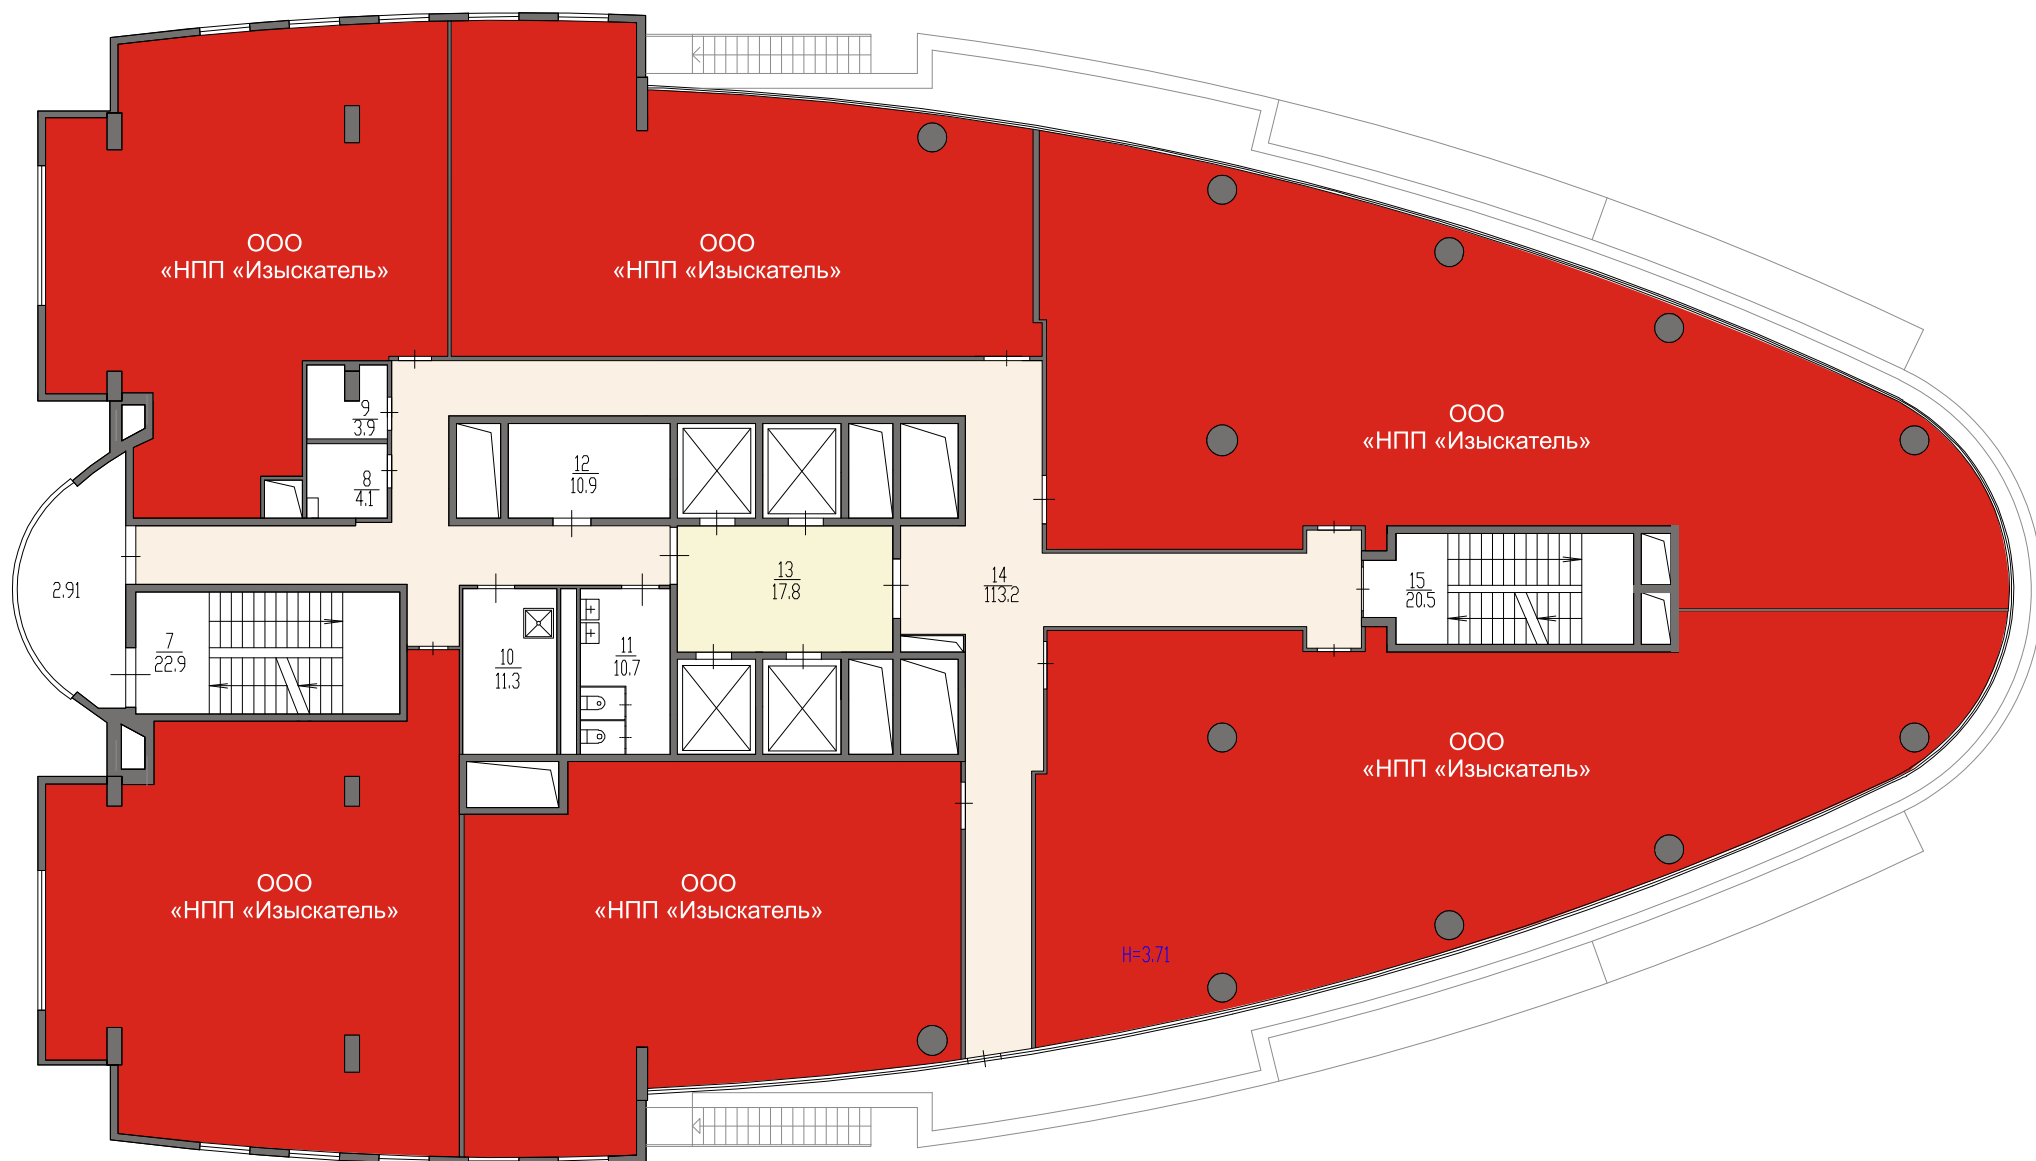 ООО
«НПП «Изыскатель»
ООО
«НПП «Изыскатель»
ООО
«НПП «Изыскатель»
9
3.9
8
4.1
12
10.9
13
17.8
14
113.2
15
20.5
2.91
7
22.9
10
11.3
11
10.7
ООО
«НПП «Изыскатель»
ООО
«НПП «Изыскатель»
ООО
«НПП «Изыскатель»
H=3.71